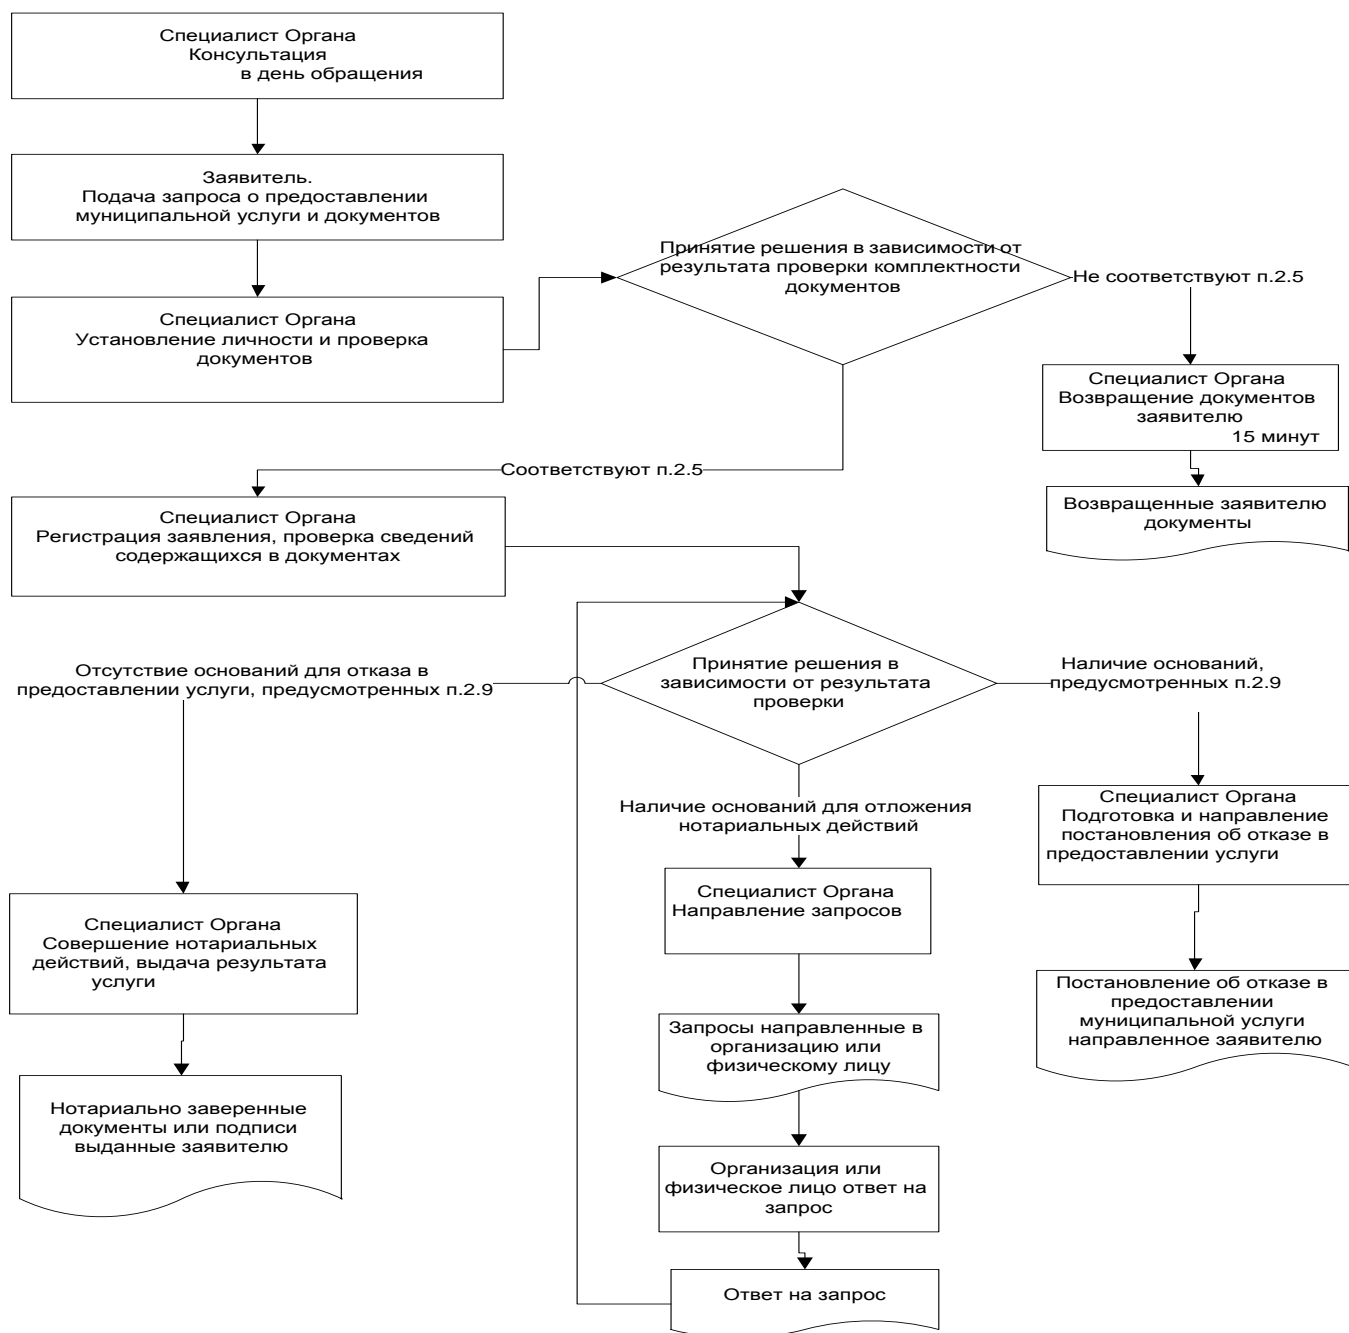 Специалист Органа
Консультация
в день обращения
Заявитель.
Подача запроса о предоставлении
муниципальной услуги и документов
Специалист Органа
Установление личности и проверка
документов
Принятие решения в зависимости от
результата проверки комплектности
документов
Не соответствуют п.2.5
Специалист Органа
Возвращение документов
заявителю
15 минут
Возвращенные заявителю
документы
Соответствуют п.2.5
Специалист Органа
Регистрация заявления, проверка сведений
содержащихся в документах
Принятие решения в
зависимости от результата
проверки
Отсутствие оснований для отказа в
предоставлении услуги, предусмотренных п.2.9
Наличие оснований,
предусмотренных п.2.9
Наличие оснований для отложения
нотариальных действий
Специалист Органа
Совершение нотариальных
действий, выдача результата
услуги
Нотариально заверенные
документы или подписи
выданные заявителю
Специалист Органа
Направление запросов
Запросы направленные в
организацию или
физическому лицу
Организация или
физическое лицо ответ на
запрос
Ответ на запрос
Специалист Органа
Подготовка и направление
постановления об отказе в
предоставлении услуги
Постановление об отказе в
предоставлении
муниципальной услуги
направленное заявителю